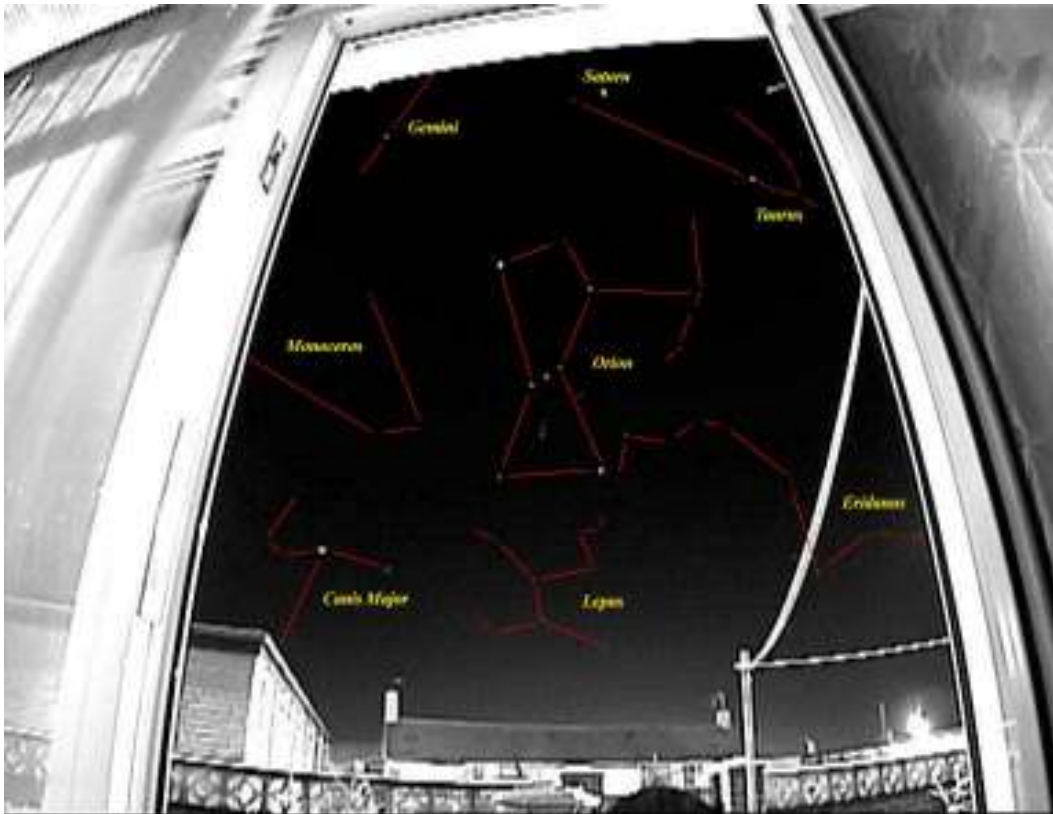 Saturn
Gemini
Taurus
Monoceros
Orion
Eridanus
Canis Major
Lepus